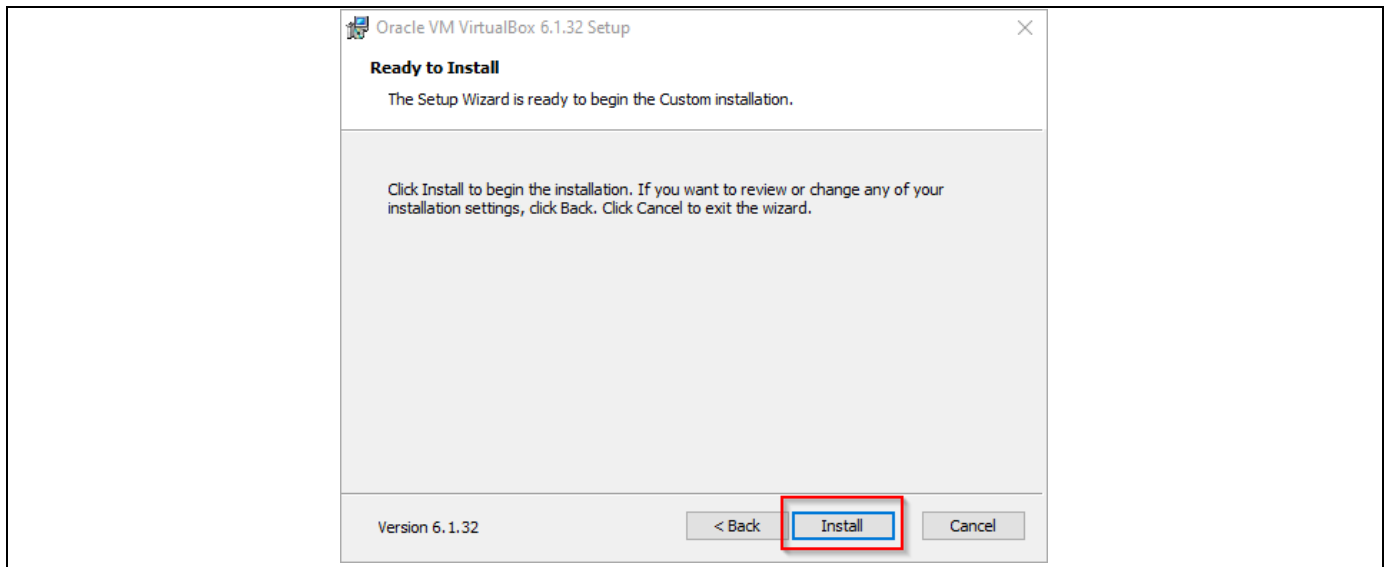 Oracle VM VirtualBox 6.1.32 Setup
Ready to Install
The Setup Wizard is ready to begin the Custom installation.
Click Install to begin the installation. If you want to review or change any of your
installation settings, click Back. Click Cancel to exit the wizard.
Version 6.1.32
< Back
Install
Cancel